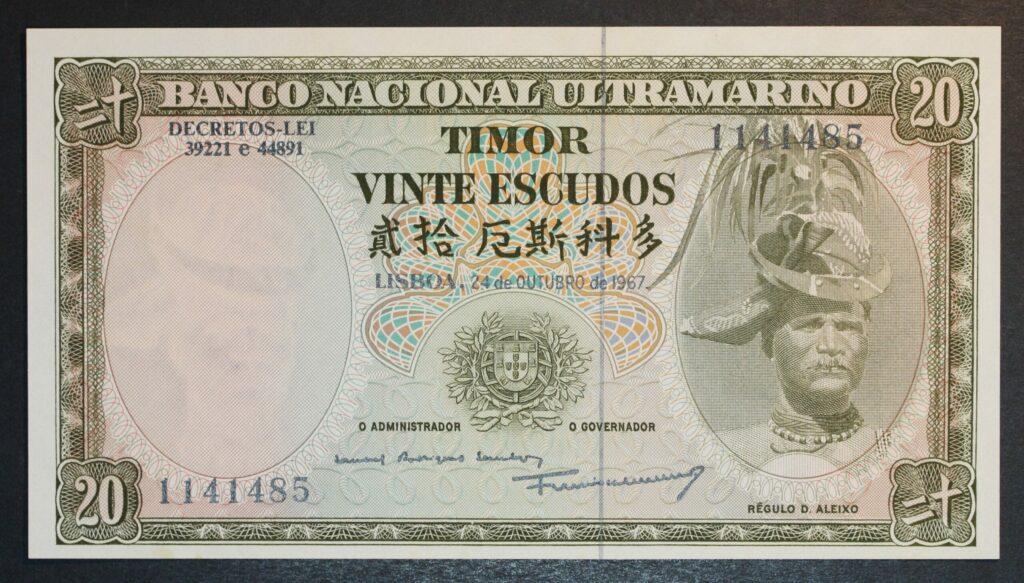 二十
BANCO NACIONAL ULTRAMARINO
20
DECRETOS-LEI
39221 e 44891
TIMOR
1141485
VINTE ESCUDOS
貳拾 厄斯科多
LISBOA, 24 de OUTUBRO de 1967
O ADMINISTRADOR
O GOVERNADOR
20
1141485
RÉGULO D. ALEIXO
二十